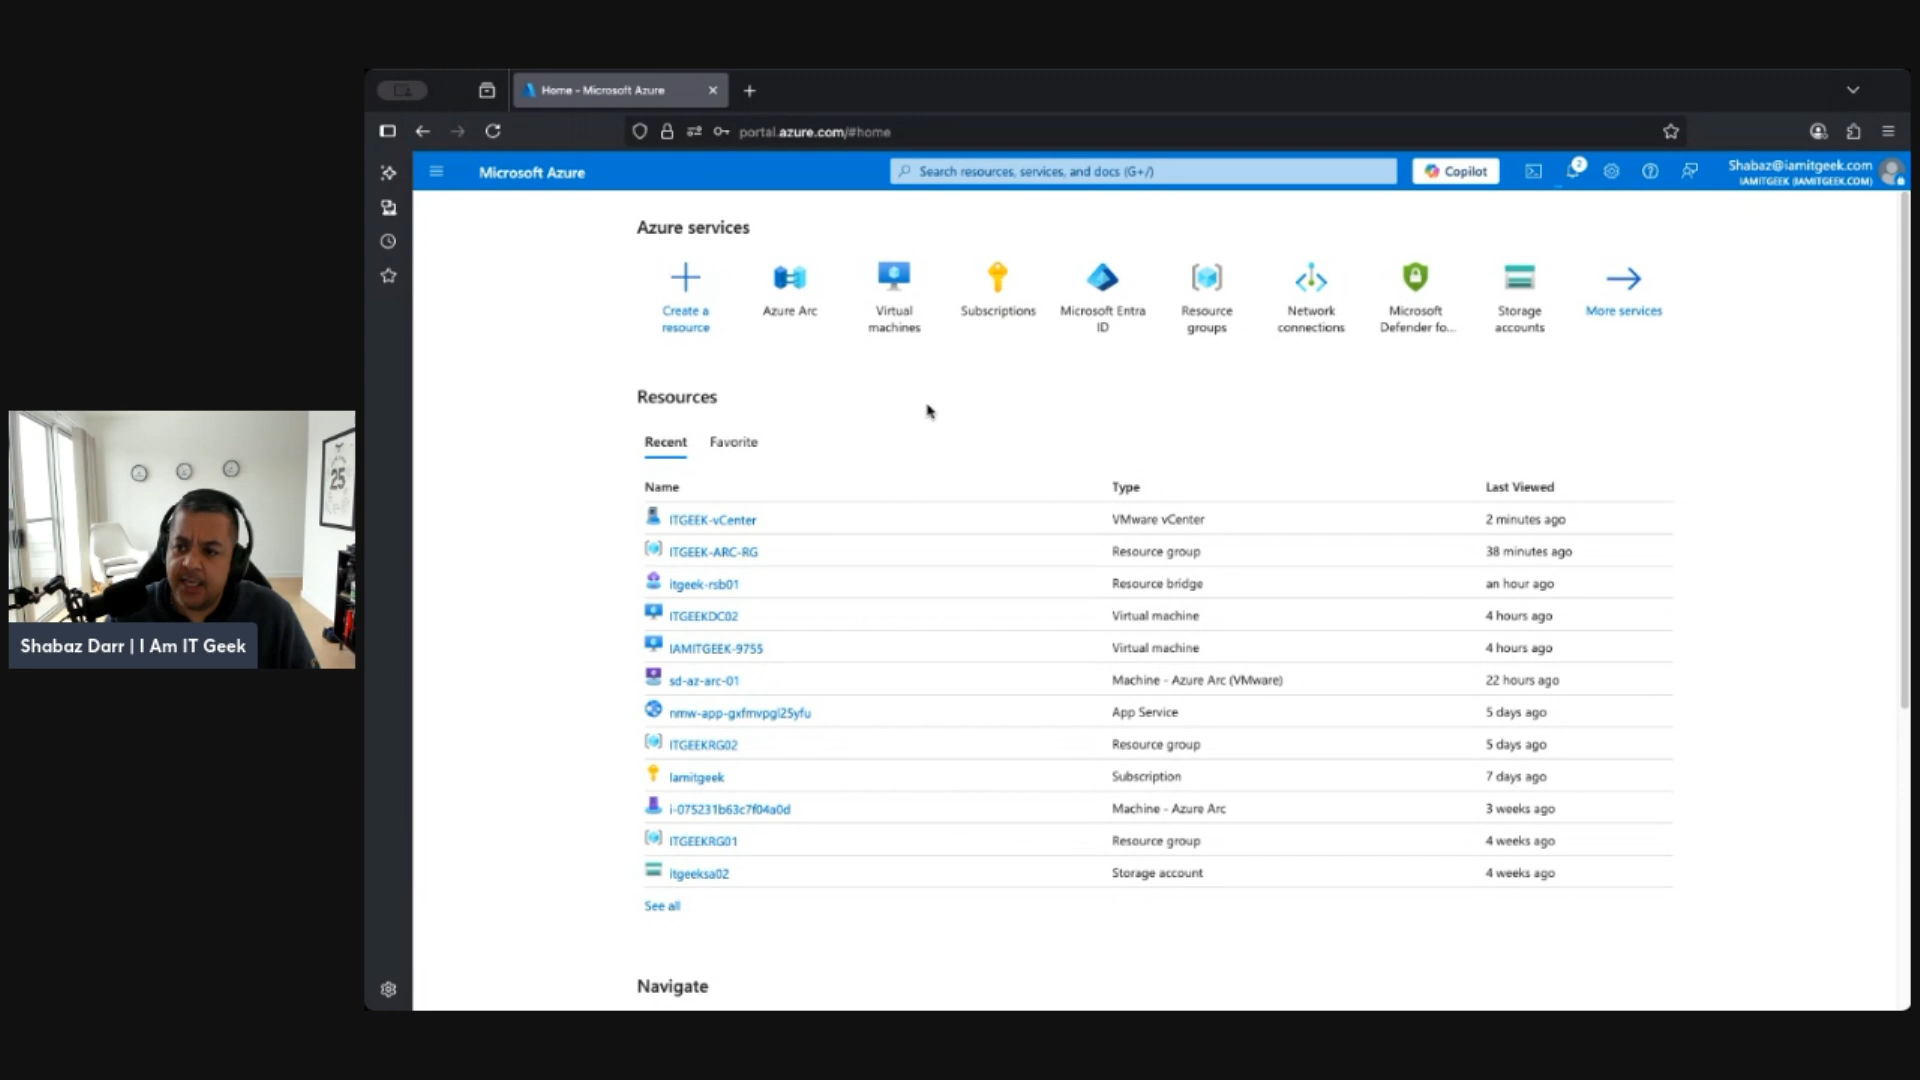 Home - Microsoft Azure
portal.azure.com/#home
Microsoft Azure
Search resources, services, and docs (G+/)
Copilot
2
Shabaz@iamitgeek.com
IAMITGEEK (IAMITGEEK.COM)
Azure services
Create a
resource
Azure Arc
Virtual
machines
Subscriptions
Microsoft Entra
ID
Resource
groups
Network
connections
Microsoft
Defender fo...
Storage
accounts
More services
Resources
Recent Favorite
Name Type Last Viewed
ITGEEK-vCenter VMware vCenter 2 minutes ago
ITGEEK-ARC-RG Resource group 38 minutes ago
itgeek-rsb01 Resource bridge an hour ago
ITGEEKDC02 Virtual machine 4 hours ago
IAMITGEEK-9755 Virtual machine 4 hours ago
sd-az-arc-01 Machine - Azure Arc (VMware) 22 hours ago
nmw-app-gxfmvpgl25yfu App Service 5 days ago
ITGEEKRG02 Resource group 5 days ago
Iamitgeek Subscription 7 days ago
i-075231b63c7f04a0d Machine - Azure Arc 3 weeks ago
ITGEEKRG01 Resource group 4 weeks ago
itgeeksa02 Storage account 4 weeks ago
See all
Navigate
25
Shabaz Darr | I Am IT Geek